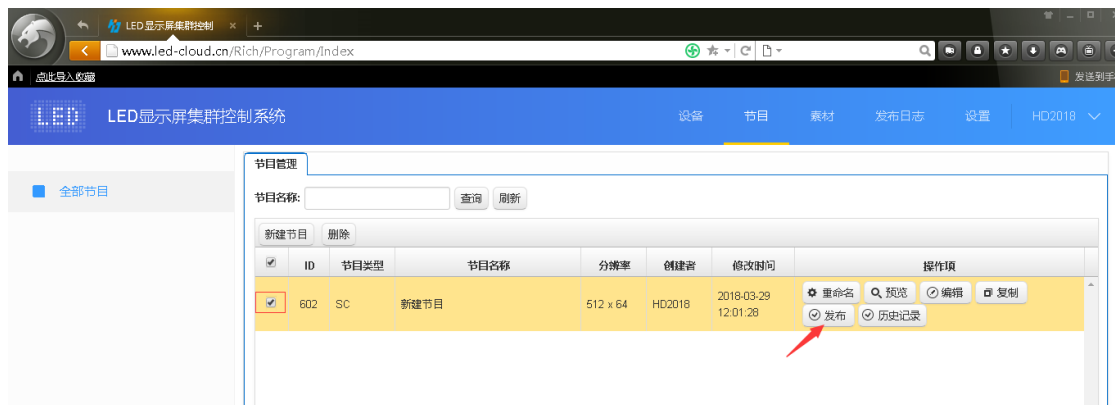 LED显示屏集群控制 × +
www.led-cloud.cn/Rich/Program/Index
点此导入收藏
发送到手
LED LED显示屏集群控制系统 设备 节目 素材 发布日志 设置 HD2018
节目管理
全部节目
节目名称: 查询 刷新
新建节目 删除
ID 节目类型 节目名称 分辨率 创建者 修改时间 操作项
602 SC 新建节目 512 x 64 HD2018 2018-03-29 12:01:28 重命名 预览 编辑 复制
发布 历史记录